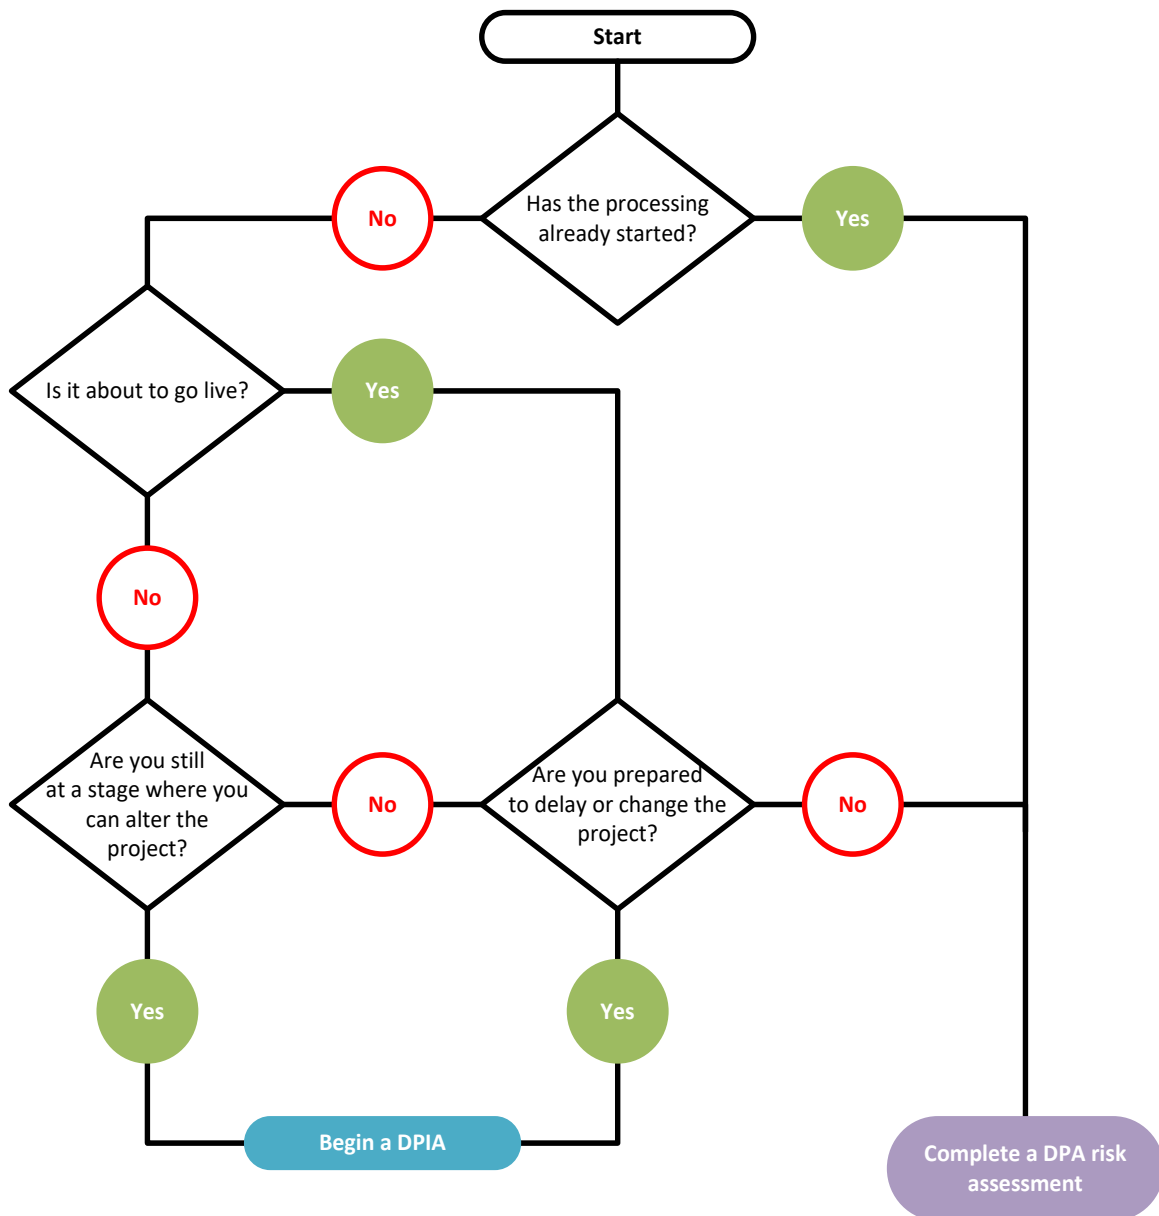 Start
Has the processing
already started?
No
Yes
Is it about to go live?
Yes
No
Are you still
at a stage where you
can alter the
project?
No
Are you prepared
to delay or change the
project?
No
Yes
Yes
Begin a DPIA
Complete a DPA risk
assessment